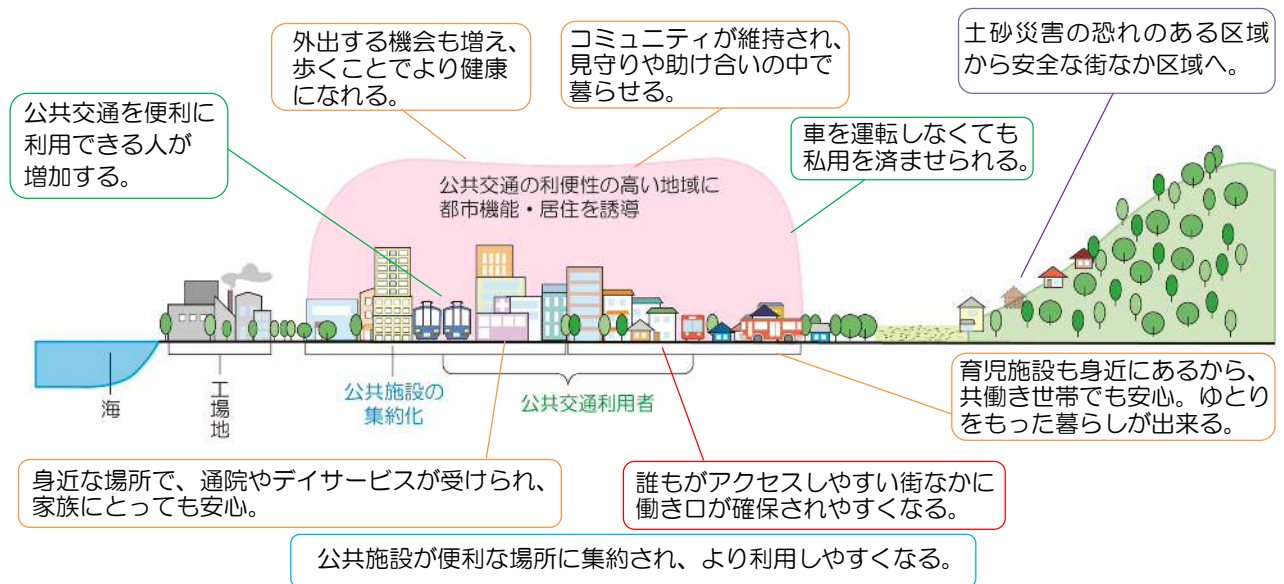 外出する機会も増え、
歩くことでより健康
になれる。
コミュニティが維持され、
見守りや助け合いの中で
暮らせる。
土砂災害の恐れのある区域
から安全な街なか区域へ。
公共交通を便利に
利用できる人が
増加する。
車を運転しなくても
私用を済ませられる。
公共交通の利便性の高い地域に
都市機能・居住を誘導
海
工場地
公共施設の
集約化
公共交通利用者
育児施設も身近にあるから、
共働き世帯でも安心。ゆとり
をもった暮らしが出来る。
身近な場所で、通院やデイサービスが受けられ、
家族にとっても安心。
誰もがアクセスしやすい街なかに
働き口が確保されやすくなる。
公共施設が便利な場所に集約され、より利用しやすくなる。